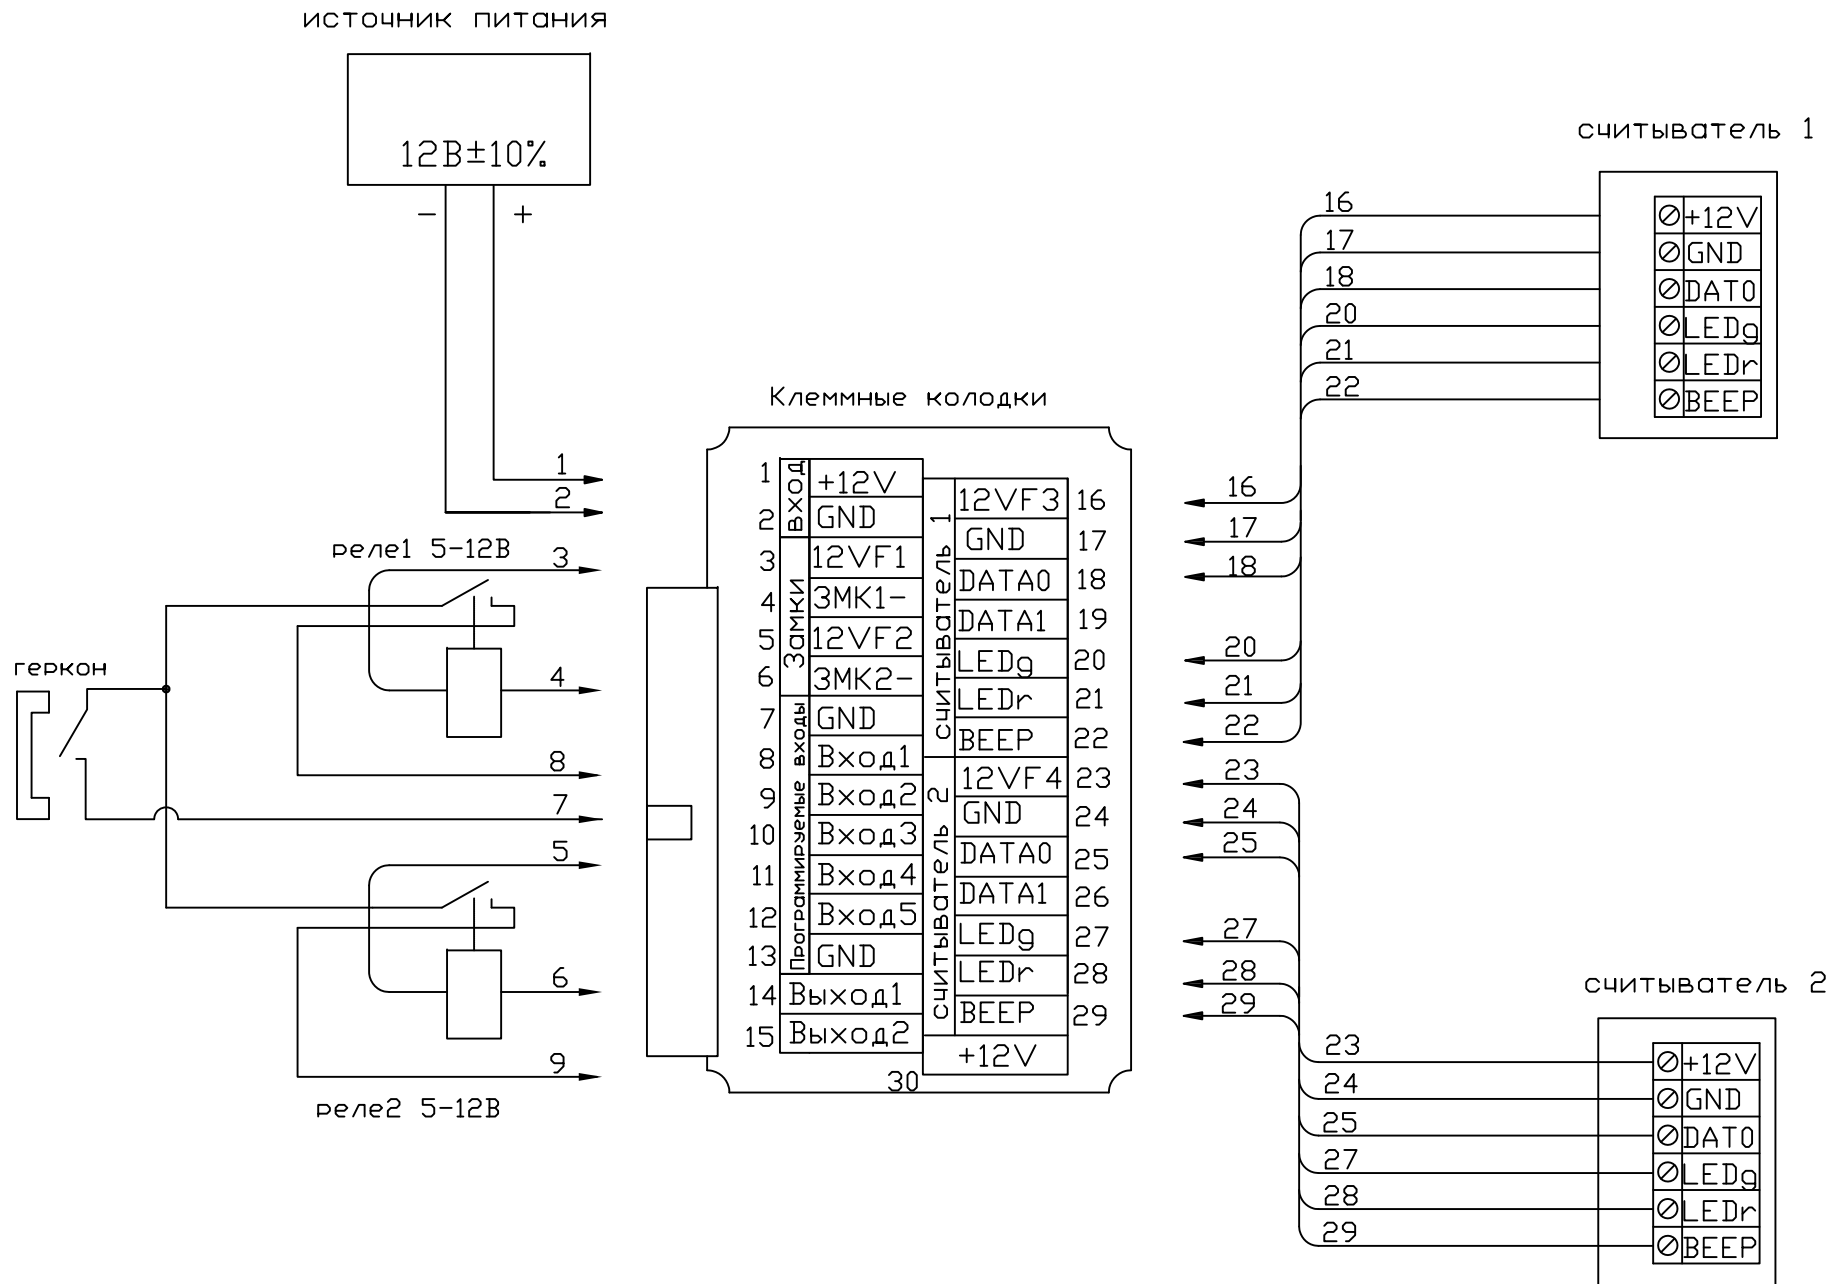 источник питания
12В±10%
- +
считыватель 1
16 +12V
17 GND
18 DAT0
20 LEDg
21 LEDr
22 BEEP
Клеммные колодки
1
2
реле1 5-12В
3
4
8
7
геркон
5
6
9
реле2 5-12В
вход
1 +12V
2 GND
Замки
3 12VF1
4 ЗМК1-
5 12VF2
6 ЗМК2-
Программируемые входы
7 GND
8 Вход1
9 Вход2
10 Вход3
11 Вход4
12 Вход5
13 GND
14 Выход1
15 Выход2
считыватель 1
12VF3 16
GND 17
DATA0 18
DATA1 19
LEDg 20
LEDr 21
BEEP 22
считыватель 2
12VF4 23
GND 24
DATA0 25
DATA1 26
LEDg 27
LEDr 28
BEEP 29
+12V
30
16
17
18
20
21
22
23
24
25
27
28
29
считыватель 2
23 +12V
24 GND
25 DAT0
27 LEDg
28 LEDr
29 BEEP